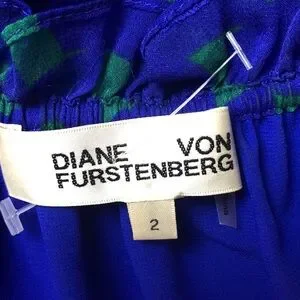 DIANE VON
FURSTENBERG
2